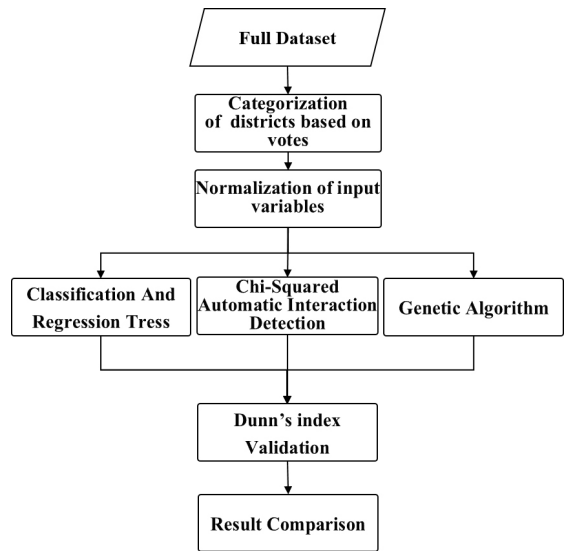 Full Dataset
Categorization
of districts based on
votes
Normalization of input
variables
Classification And
Regression Tress
Chi-Squared
Automatic Interaction
Detection
Genetic Algorithm
Dunn's index
Validation
Result Comparison